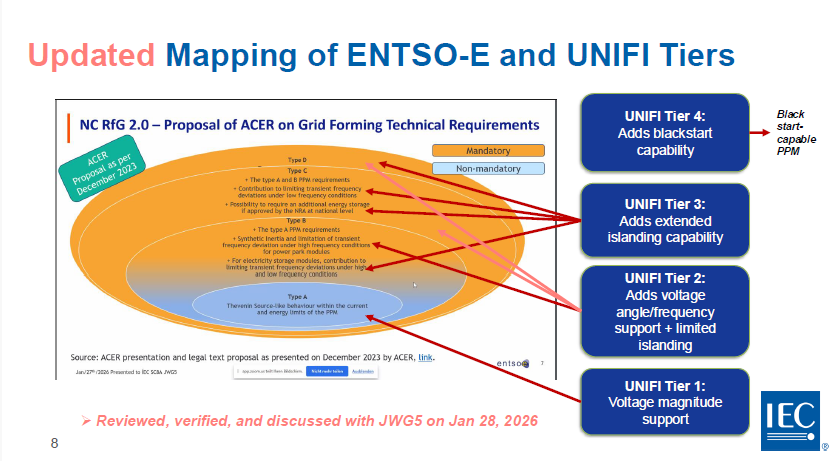 Updated Mapping of ENTSO-E and UNIFI Tiers
NC RfG 2.0 – Proposal of ACER on Grid Forming Technical Requirements
ACER
Proposal as per
December 2023
Mandatory
Non-mandatory
Type D
Type C
+ The type A and B PPM requirements
+ Contribution to limiting transient frequency
deviations under low frequency conditions
+ Possibility to require an additional energy storage
if approved by the NRA at national level
Type B
+ The type A PPM requirements
+ Synthetic inertia and limitation of transient
frequency deviation under high frequency conditions
for power park modules
+ For electricity storage modules, contribution to
limiting transient frequency deviations under high
and low frequency conditions
Type A
Thevenin Source-like behaviour within the current
and energy limits of the PPM
Source: ACER presentation and legal text proposal as presented on December 2023 by ACER, link.
entsoe
7
Jan/27th/2026 Presented to IEC SC8A JWG5
Nicht mehr teilen
Ausblenden
UNIFI Tier 4:
Adds blackstart
capability
Black
start-
capable
PPM
UNIFI Tier 3:
Adds extended
islanding capability
UNIFI Tier 2:
Adds voltage
angle/frequency
support + limited
islanding
UNIFI Tier 1:
Voltage magnitude
support
➢ Reviewed, verified, and discussed with JWG5 on Jan 28, 2026
8
IEC
®